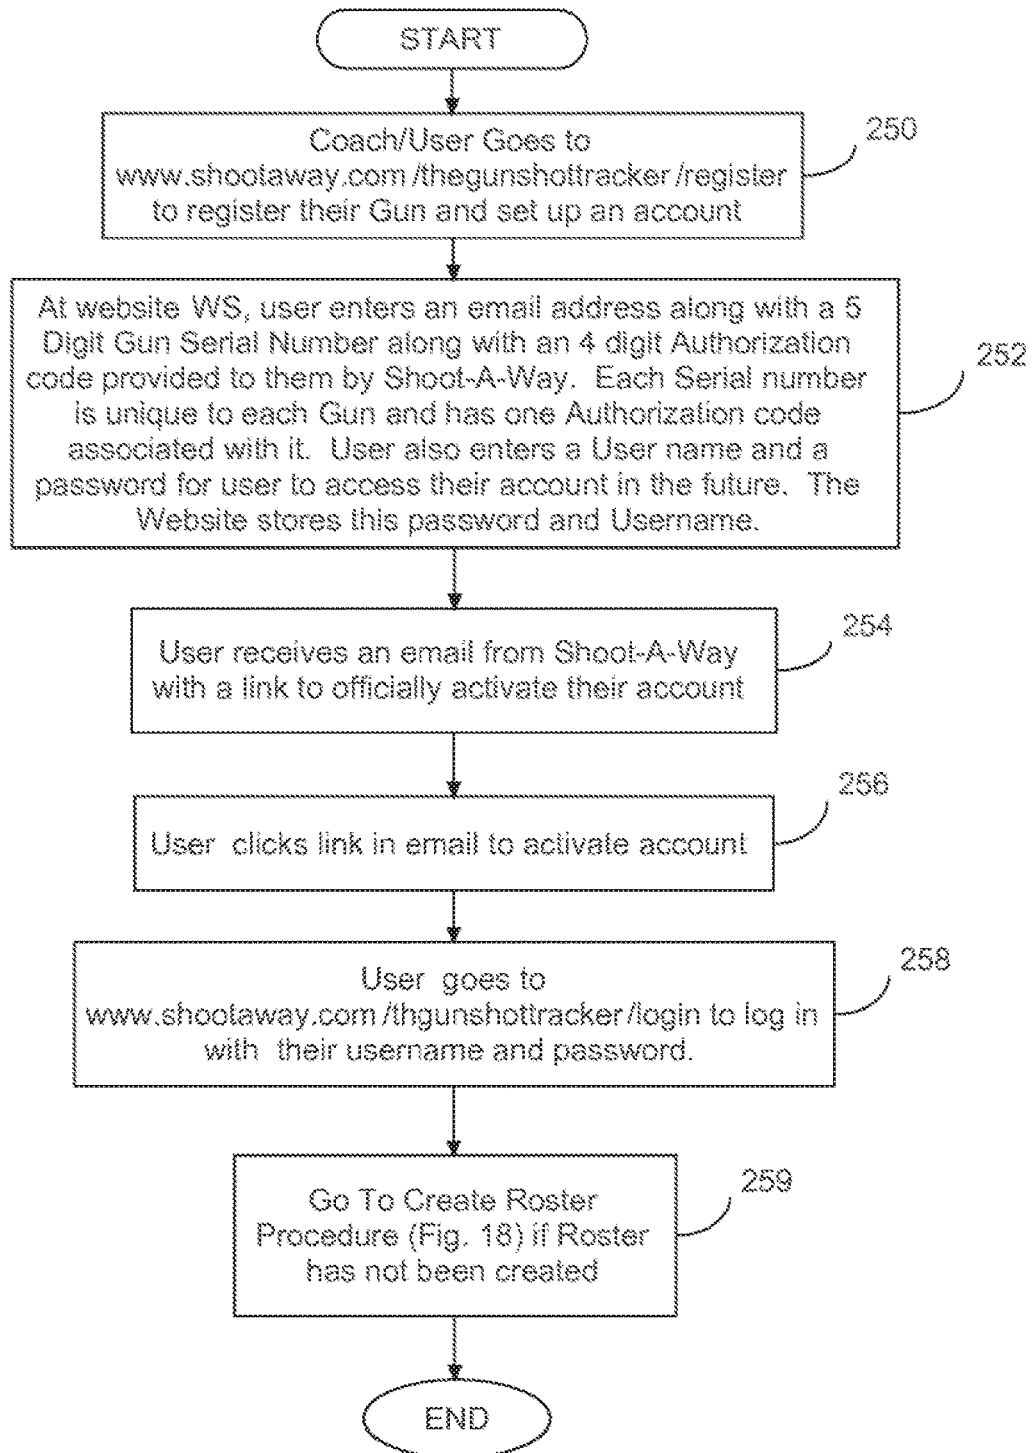 START
Coach/User Goes to
www.shootaway.com/thegunshottracker/register
to register their Gun and set up an account
250
At website WS, user enters an email address along with a 5
Digit Gun Serial Number along with an 4 digit Authorization
code provided to them by Shoot-A-Way. Each Serial number
is unique to each Gun and has one Authorization code
associated with it. User also enters a User name and a
password for user to access their account in the future. The
Website stores this password and Username.
252
User receives an email from Shoot-A-Way
with a link to officially activate their account
254
User clicks link in email to activate account
256
User goes to
www.shootaway.com/thgunshottracker/login to log in
with their username and password.
258
Go To Create Roster
Procedure (Fig. 18) if Roster
has not been created
259
END